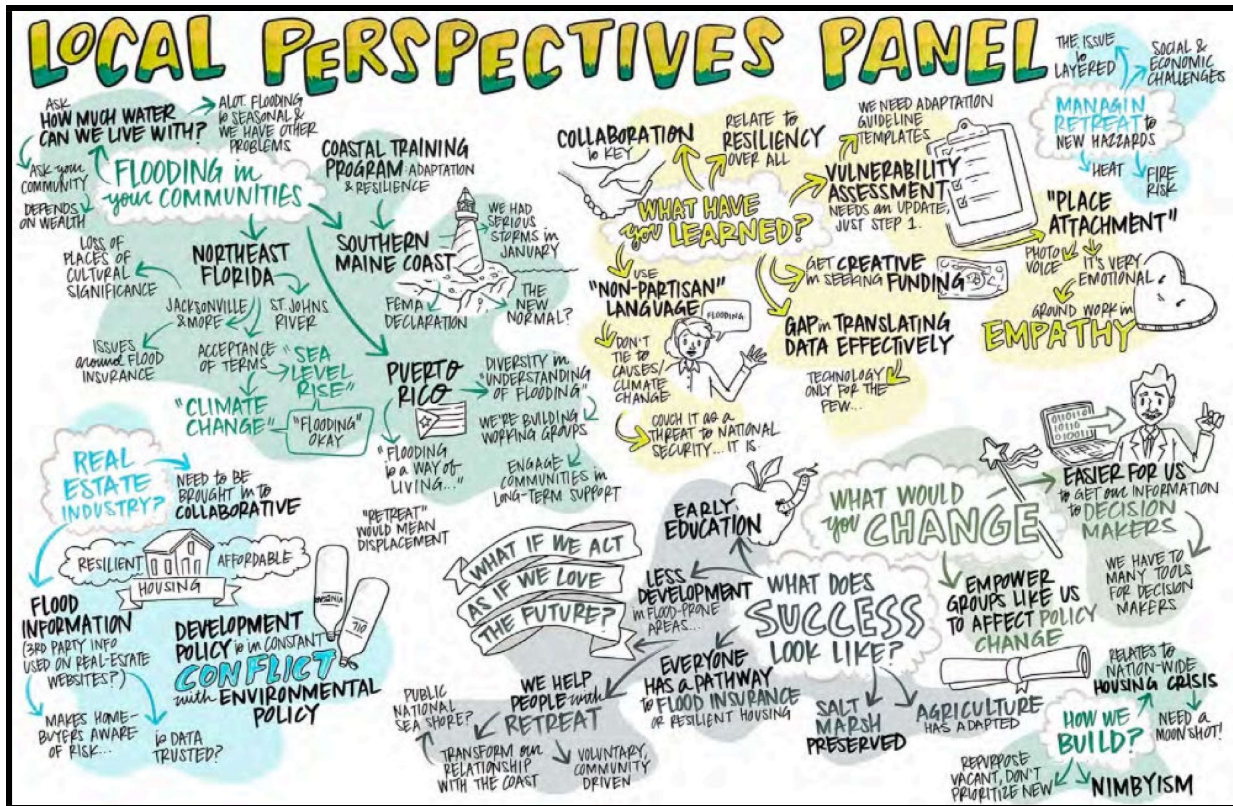 LOCAL PERSPECTIVES PANEL
ASK
HOW MUCH WATER
CAN WE LIVE WITH?
ALOT. FLOODING
is SEASONAL &
WE HAVE OTHER
PROBLEMS
ASK your
COMMUNITY
DEPENDS
ON WEALTH
FLOODING in
your COMMUNITIES
LOSS OF
PLACES OF
CULTURAL
SIGNIFICANCE
NORTHEAST
FLORIDA
JACKSONVILLE
& MORE
ST. JOHNS
RIVER
ISSUES
around FLOOD
INSURANCE
ACCEPTANCE
OF TERMS
"SEA
LEVEL
RISE"
"CLIMATE
CHANGE"
"FLOODING"
OKAY
COASTAL TRAINING
PROGRAM ADAPTATION
& RESILIENCE
SOUTHERN
MAINE COAST
WE HAD
SERIOUS
STORMS in
JANUARY
FEMA
DECLARATION
THE
NEW
NORMAL?
PUERTO
RICO
DIVERSITY in
"UNDERSTANDING
OF FLOODING"
WE'RE BUILDING
WORKING GROUPS
ENGAGE
COMMUNITIES in
LONG-TERM SUPPORT
"FLOODING
is a WAY OF
LIVING..."
"RETREAT"
WOULD MEAN
DISPLACEMENT
COLLABORATION
is KEY
RELATE to
RESILIENCY
OVER ALL
WE NEED ADAPTATION
GUIDELINE
TEMPLATES
VULNERABILITY
ASSESSMENT
NEEDS an UPDATE,
JUST STEP 1.
WHAT HAVE
you LEARNED?
USE
"NON-PARTISAN"
LANGUAGE
FLOODING
DON'T
TIE to
CAUSES/
CLIMATE
CHANGE
COUCH IT as a
THREAT to NATIONAL
SECURITY... IT IS.
GET CREATIVE
in SEEKING FUNDING
GAP in TRANSLATING
DATA EFFECTIVELY
TECHNOLOGY
ONLY FOR THE
FEW...
"PLACE
ATTACHMENT"
PHOTO
VOICE
IT'S VERY
EMOTIONAL
GROUND WORK in
EMPATHY
THE ISSUE
is LAYERED
SOCIAL &
ECONOMIC
CHALLENGES
MANAGIN
RETREAT to
NEW HAZZARDS
HEAT
FIRE
RISK
REAL
ESTATE
INDUSTRY?
NEED to BE
BROUGHT in to
COLLABORATIVE
RESILIENT
AFFORDABLE
HOUSING
FLOOD
INFORMATION
(3RD PARTY INFO
USED ON REAL-ESTATE
WEBSITES?)
MAKES HOME-
BUYERS AWARE
OF RISK...
is DATA
TRUSTED?
DEVELOPMENT
POLICY is in CONSTANT
CONFLICT
with ENVIRONMENTAL
POLICY
OIL
WHAT IF WE ACT
AS IF WE LOVE
THE FUTURE?
EARLY
EDUCATION
LESS
DEVELOPMENT
in FLOOD-PRONE
AREAS...
WHAT DOES
SUCCESS
LOOK LIKE?
EVERYONE
HAS a PATHWAY
to FLOOD INSURANCE
OR RESILIENT HOUSING
WE HELP
PEOPLE with
RETREAT
PUBLIC
NATIONAL
SEA SHORE?
TRANSFORM our
RELATIONSHIP
WITH THE COAST
VOLUNTARY,
COMMUNITY
DRIVEN
SALT
MARSH
PRESERVED
AGRICULTURE
HAS ADAPTED
WHAT WOULD
you CHANGE
EASIER FOR US
to GET our INFORMATION
to DECISION
MAKERS
WE HAVE TO
MANY TOOLS
FOR DECISION
MAKERS
EMPOWER
GROUPS LIKE US
TO AFFECT POLICY
CHANGE
RELATES to
NATION-WIDE
HOUSING CRISIS
NEED a
MOONSHOT!
HOW WE
BUILD?
REPURPOSE
VACANT, DON'T
PRIORITIZE NEW
NIMBYISM